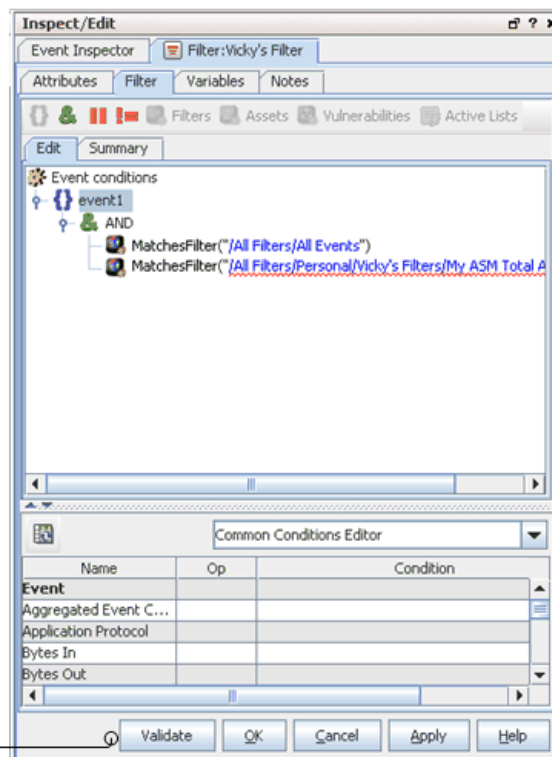 Inspect/Edit
Event Inspector Filter:Vicky's Filter
Attributes Filter Variables Notes
Filters Assets Vulnerabilities Active Lists
Edit Summary
Event conditions
event1
AND
MatchesFilter("/All Filters/All Events")
MatchesFilter("/All Filters/Personal/Vicky's Filters/My ASM Total A
Common Conditions Editor
Name Op Condition
Event
Aggregated Event C...
Application Protocol
Bytes In
Bytes Out
Validate OK Cancel Apply Help